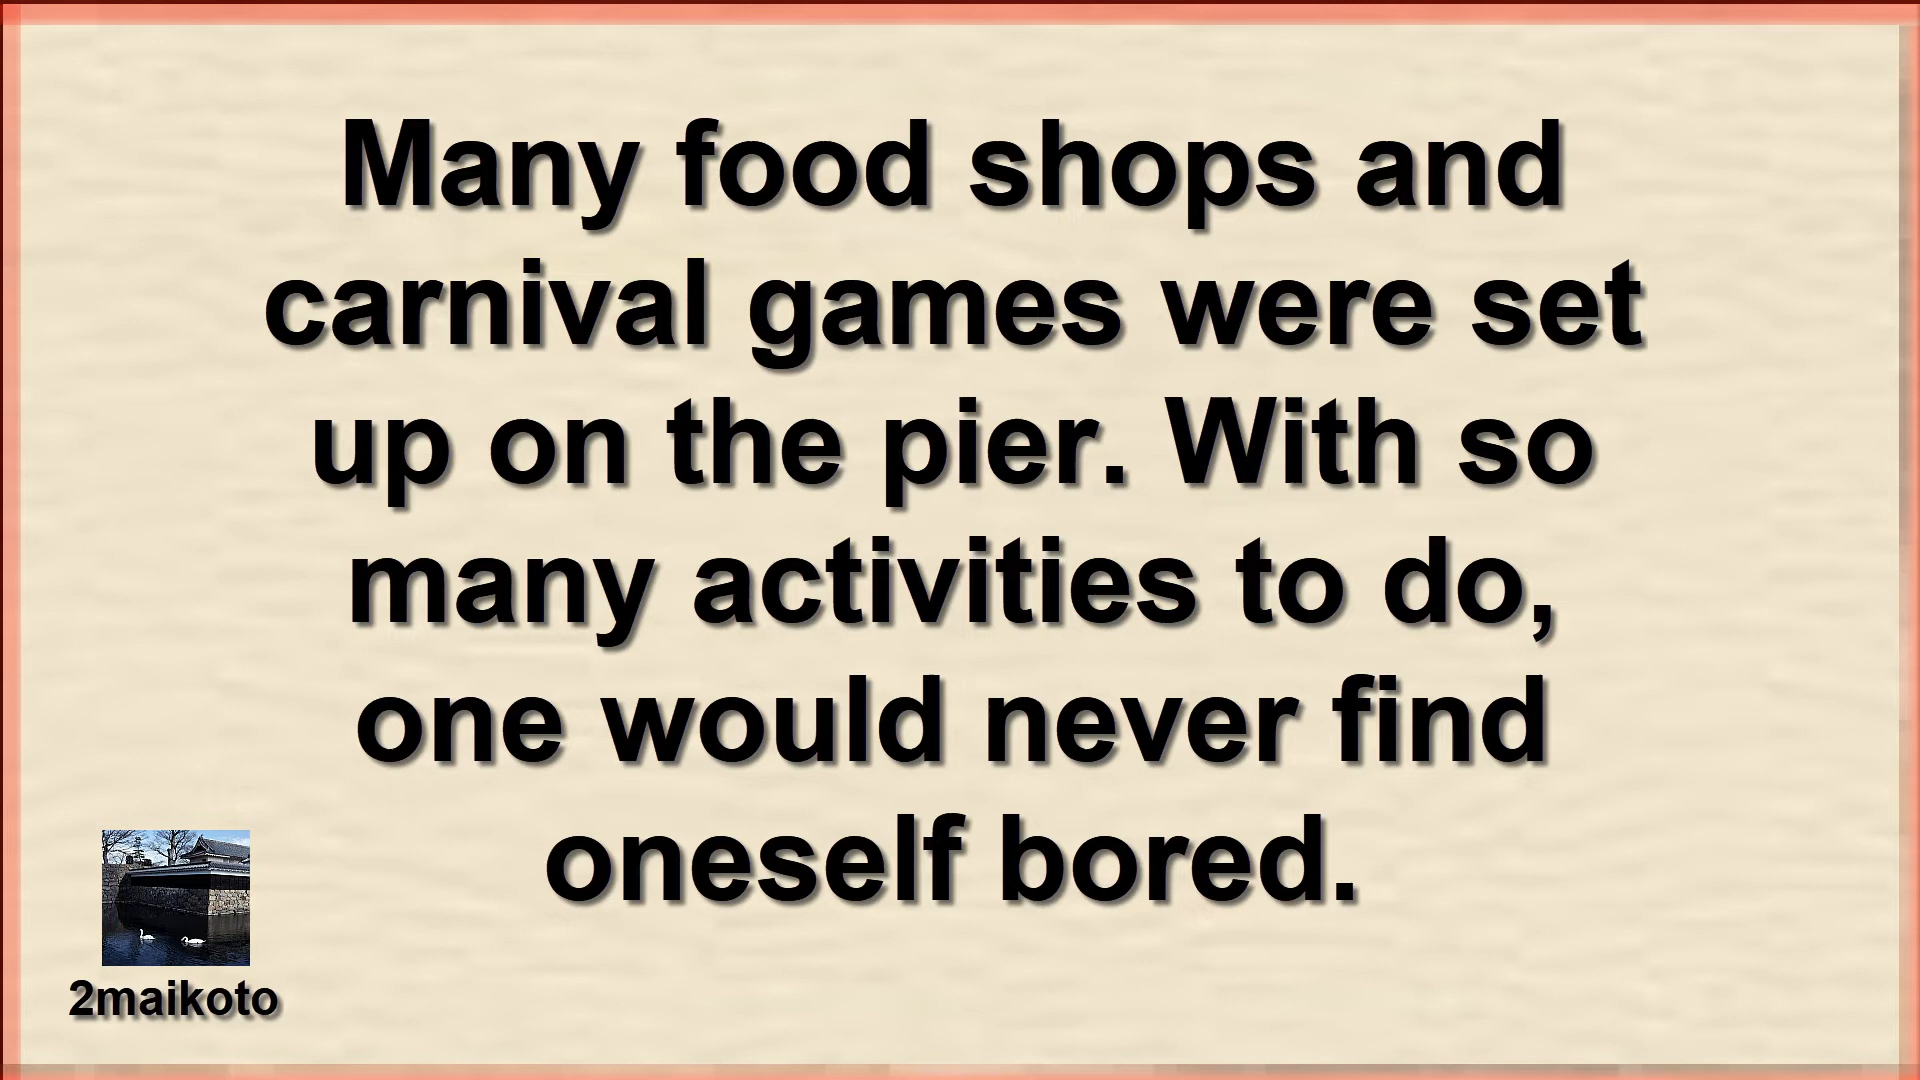 Many food shops and
carnival games were set
up on the pier. With so
many activities to do,
one would never find
oneself bored.
2maikoto